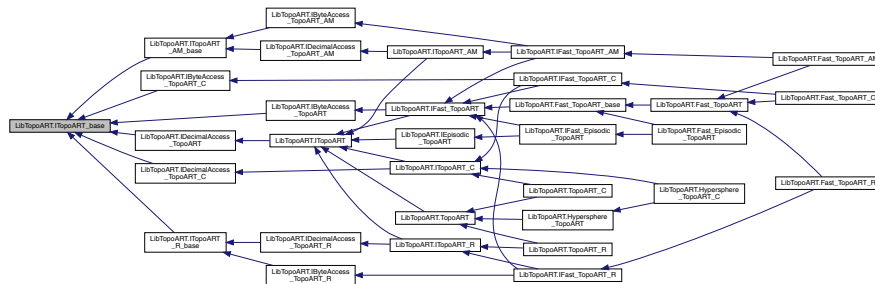 LibTopoART.ITopoART_base
LibTopoART.ITopoART
_AM_base
LibTopoART.IByteAccess
_TopoART_C
LibTopoART.IByteAccess
_TopoART
LibTopoART.IDecimalAccess
_TopoART
LibTopoART.IDecimalAccess
_TopoART_C
LibTopoART.ITopoART
_R_base
LibTopoART.IByteAccess
_TopoART_AM
LibTopoART.IDecimalAccess
_TopoART_AM
LibTopoART.ITopoART
LibTopoART.IDecimalAccess
_TopoART_R
LibTopoART.IByteAccess
_TopoART_R
LibTopoART.ITopoART_AM
LibTopoART.IFast_TopoART
LibTopoART.IEpisodic
_TopoART
LibTopoART.ITopoART_C
LibTopoART.TopoART
LibTopoART.ITopoART_R
LibTopoART.IFast_TopoART_AM
LibTopoART.IFast_TopoART_C
LibTopoART.Fast_TopoART_base
LibTopoART.IFast_Episodic
_TopoART
LibTopoART.TopoART_C
LibTopoART.Hypersphere
_TopoART
LibTopoART.TopoART_R
LibTopoART.IFast_TopoART_R
LibTopoART.Fast_TopoART
LibTopoART.Fast_Episodic
_TopoART
LibTopoART.Hypersphere
_TopoART_C
LibTopoART.Fast_TopoART_AM
LibTopoART.Fast_TopoART_C
LibTopoART.Fast_TopoART_R